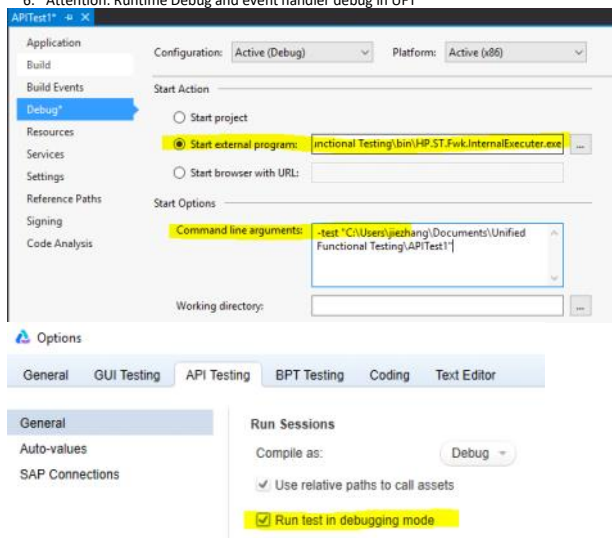 6. Attention: Runtime Debug and event handler debug in UFT
APITest1*
Application
Configuration: Active (Debug) Platform: Active (x86)
Build
Build Events
Start Action
Debug*
Start project
Resources
Start external program: unctional Testing\bin\HP.ST.Fwk.InternalExecuter.exe ...
Services
Settings
Start browser with URL:
Reference Paths
Start Options
Signing
Command line arguments: -test "C:\Users\jiezhang\Documents\Unified
Code Analysis
Functional Testing\APITest1"
Working directory: ...
Options
General GUI Testing API Testing BPT Testing Coding Text Editor
General
Run Sessions
Auto-values
Compile as: Debug
SAP Connections
Use relative paths to call assets
Run test in debugging mode